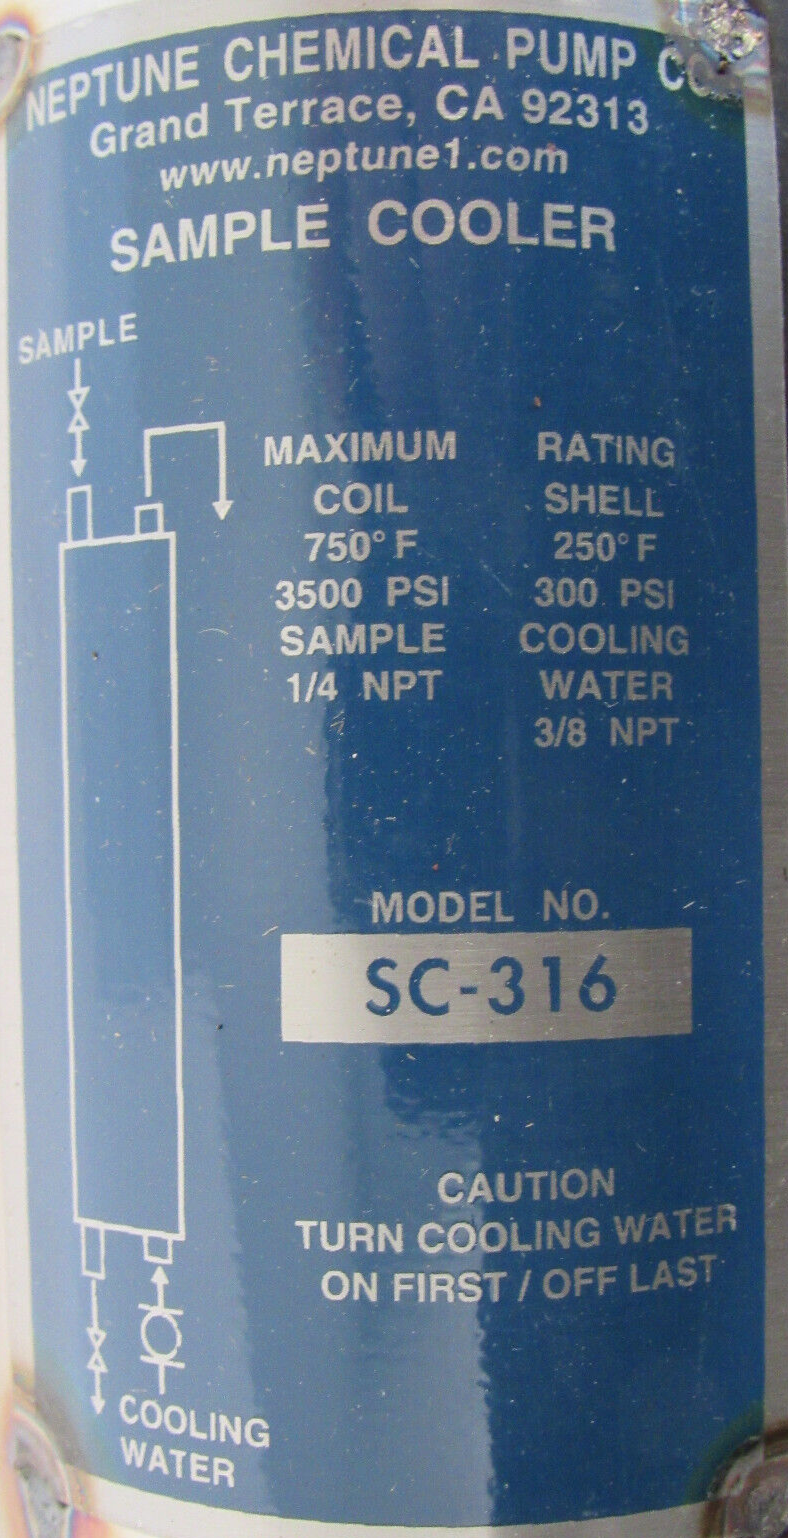 NEPTUNE CHEMICAL PUMP CO.
Grand Terrace, CA 92313
www.neptune1.com
SAMPLE COOLER
SAMPLE
MAXIMUM RATING
COIL SHELL
750° F 250° F
3500 PSI 300 PSI
SAMPLE COOLING
1/4 NPT WATER
3/8 NPT
MODEL NO.
SC-316
CAUTION
TURN COOLING WATER
ON FIRST / OFF LAST
COOLING
WATER